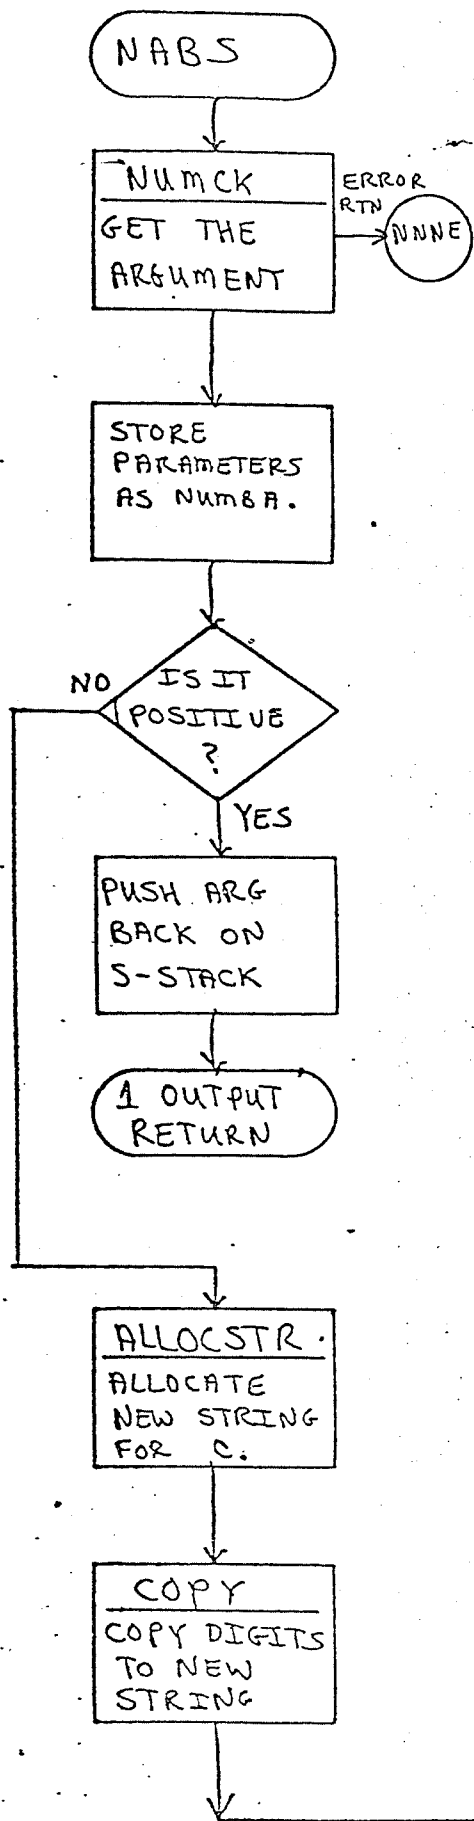 NABS
NUMCK
GET THE
ARGUMENT
ERROR
RTN
NNNE
STORE
PARAMETERS
AS NUMBA.
IS IT
POSITIVE
?
NO
YES
PUSH ARG
BACK ON
S-STACK
1 OUTPUT
RETURN
ALLOCSTR.
ALLOCATE
NEW STRING
FOR C.
COPY
COPY DIGITS
TO NEW
STRING